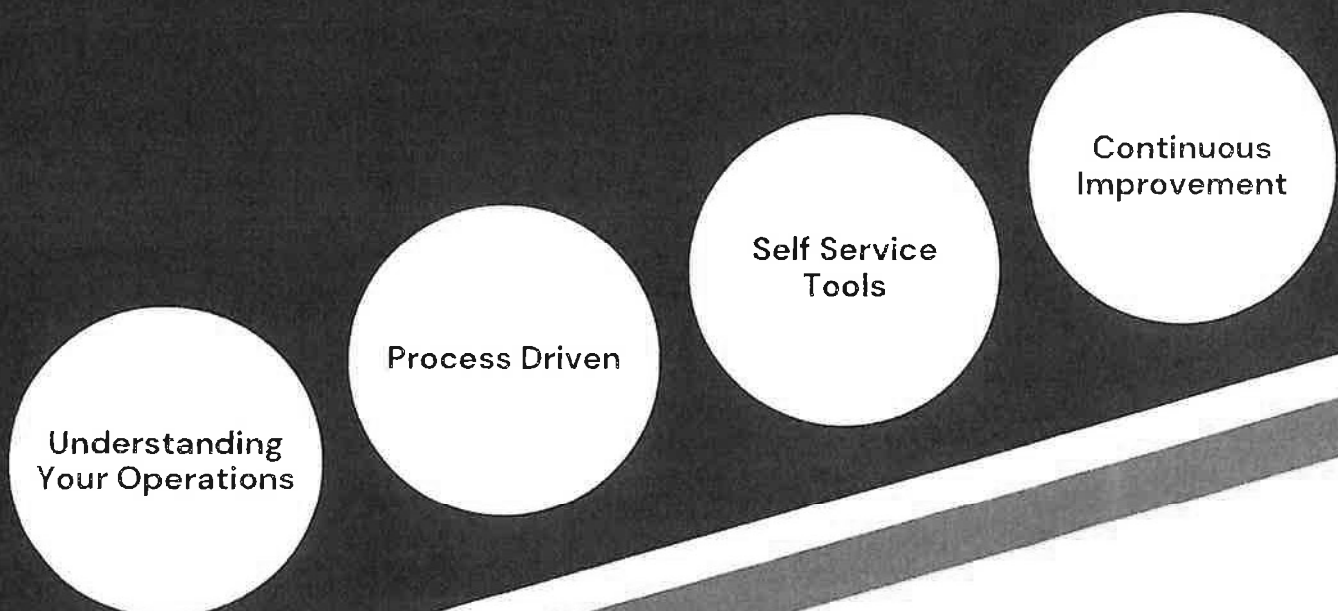 Understanding
Your Operations
Process Driven
Self Service
Tools
Continuous
Improvement